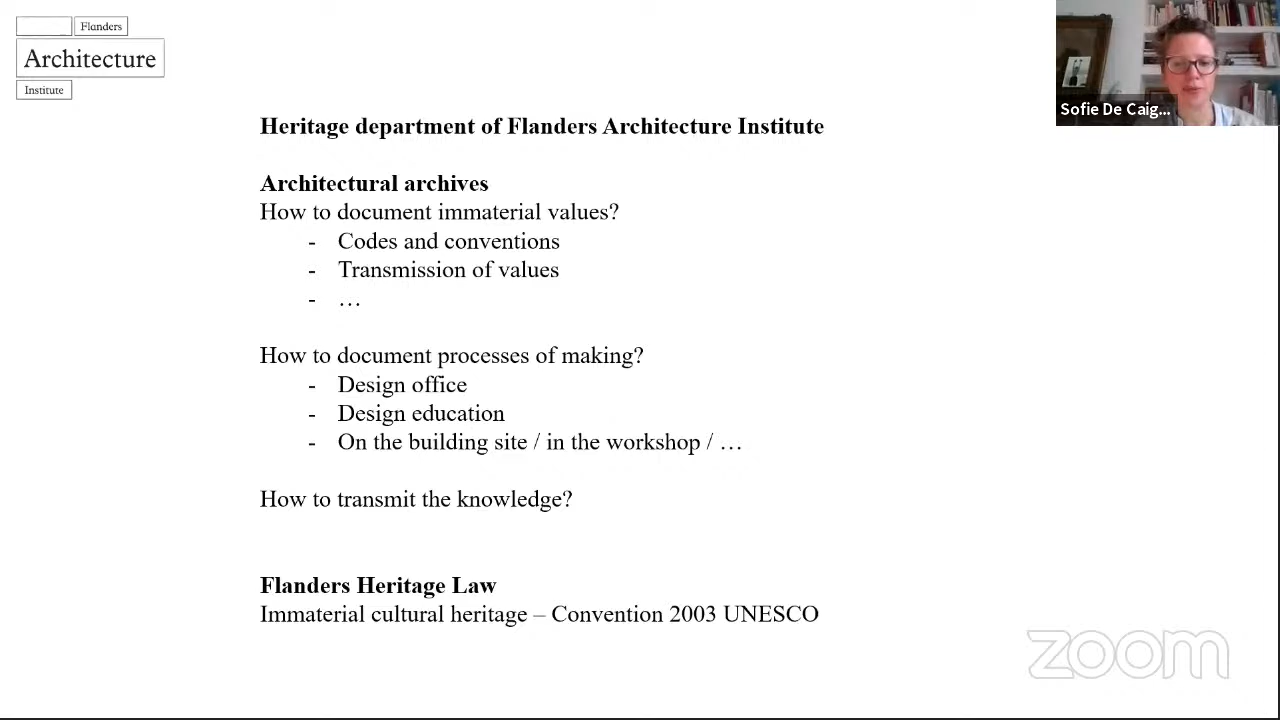 Flanders
Architecture
Institute
Sofie De Caig...
Heritage department of Flanders Architecture Institute
Architectural archives
How to document immaterial values?
- Codes and conventions
- Transmission of values
- …
How to document processes of making?
- Design office
- Design education
- On the building site / in the workshop / …
How to transmit the knowledge?
Flanders Heritage Law
Immaterial cultural heritage – Convention 2003 UNESCO
zoom